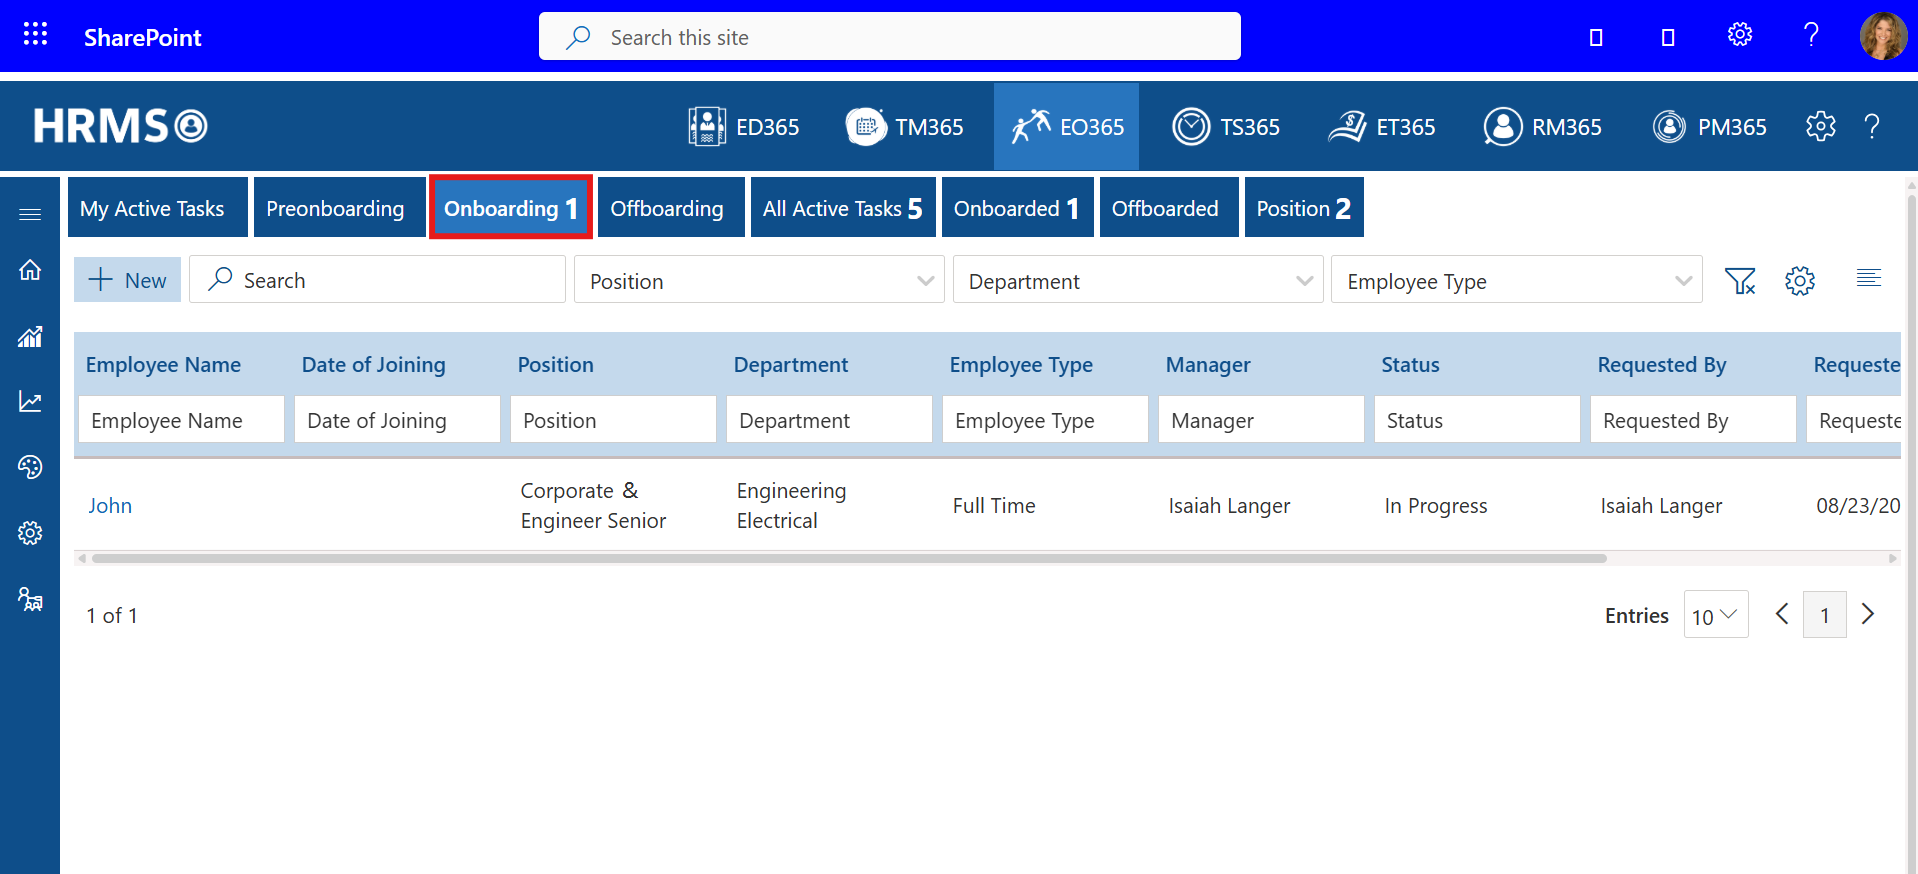 SharePoint
Search this site
HRMS
ED365
TM365
EO365
TS365
ET365
RM365
PM365
My Active Tasks
Preonboarding
Onboarding 1
Offboarding
All Active Tasks 5
Onboarded 1
Offboarded
Position 2
New
Search
Position
Department
Employee Type
Employee Name Date of Joining Position Department Employee Type Manager Status Requested By Requeste
Employee Name Date of Joining Position Department Employee Type Manager Status Requested By Requeste
John
Corporate &
Engineer Senior
Engineering
Electrical
Full Time
Isaiah Langer
In Progress
Isaiah Langer
08/23/20
1 of 1
Entries
10
1